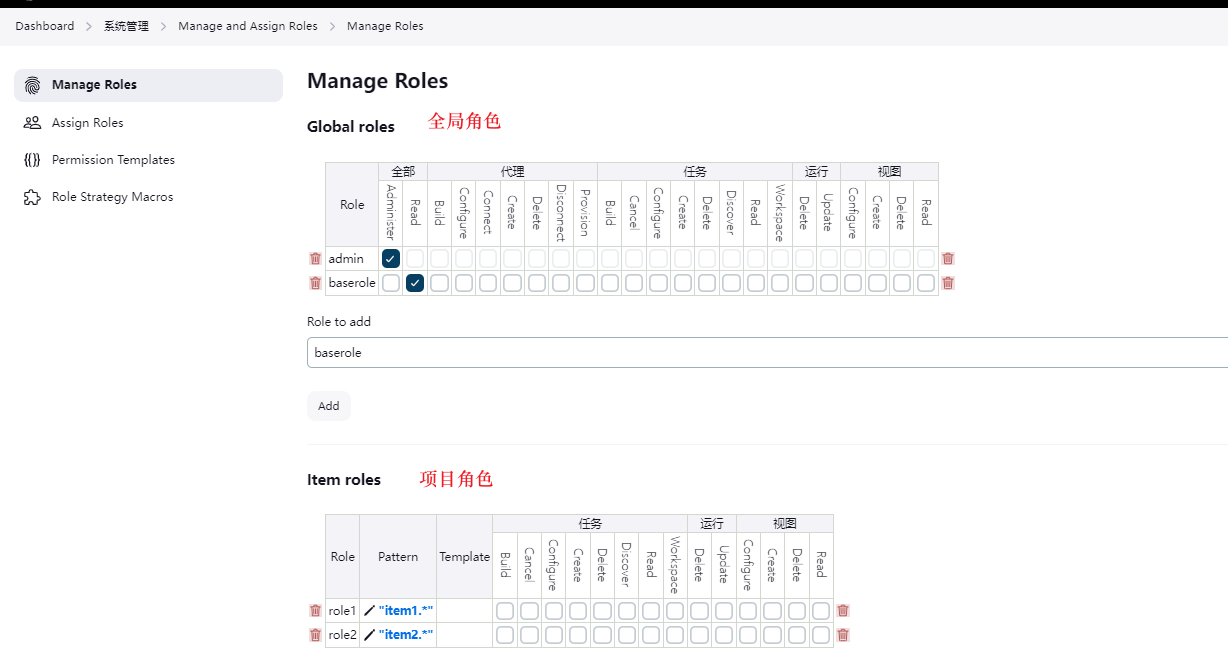 Dashboard > 系统管理 > Manage and Assign Roles > Manage Roles
Manage Roles
Assign Roles
Permission Templates
Role Strategy Macros
Manage Roles
Global roles 全局角色
Role 全部 代理 任务 运行 视图
Administer Read Build Configure Connect Create Delete Disconnect Provision Build Cancel Configure Create Delete Discover Read Workspace Delete Update Configure Create Delete Read
admin
baserole
Role to add
baserole
Add
Item roles 项目角色
Role Pattern Template 任务 运行 视图
Build Cancel Configure Create Delete Discover Read Workspace Delete Update Configure Create Delete Read
role1 "item1.*"
role2 "item2.*"